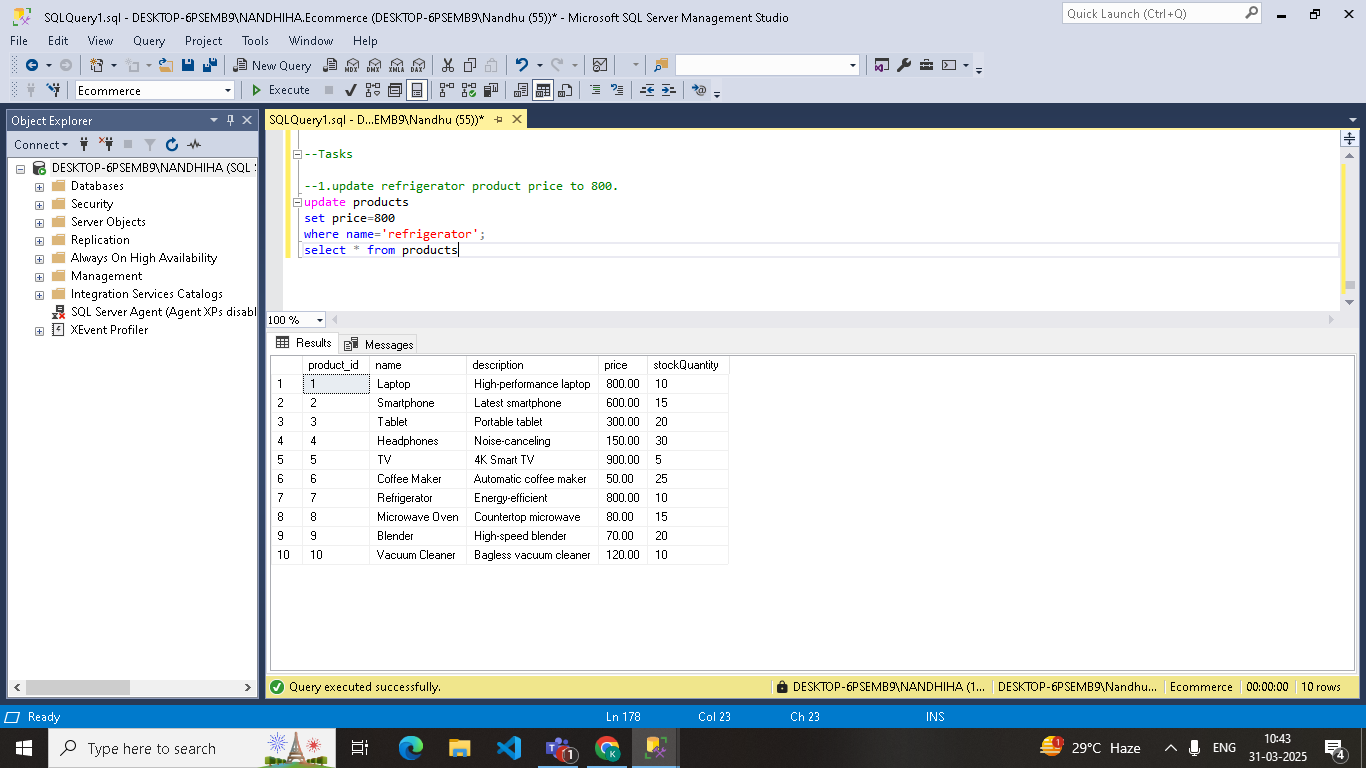 SQLQuery1.sql - DESKTOP-6PSEMB9\NANDHIHA.Ecommerce (DESKTOP-6PSEMB9\Nandhu (55))* - Microsoft SQL Server Management Studio
Quick Launch (Ctrl+Q)
File Edit View Query Project Tools Window Help
New Query MDX DMX XMLA DAX
Ecommerce Execute
Object Explorer
SQLQuery1.sql - D...EMB9\Nandhu (55))*
Connect
DESKTOP-6PSEMB9\NANDHIHA (SQL
Databases
Security
Server Objects
Replication
Always On High Availability
Management
Integration Services Catalogs
SQL Server Agent (Agent XPs disabl
XEvent Profiler
--Tasks
--1.update refrigerator product price to 800.
update products
set price=800
where name='refrigerator';
select * from products
100 %
Results Messages
product_id name description price stockQuantity
1 1 Laptop High-performance laptop 800.00 10
2 2 Smartphone Latest smartphone 600.00 15
3 3 Tablet Portable tablet 300.00 20
4 4 Headphones Noise-canceling 150.00 30
5 5 TV 4K Smart TV 900.00 5
6 6 Coffee Maker Automatic coffee maker 50.00 25
7 7 Refrigerator Energy-efficient 800.00 10
8 8 Microwave Oven Countertop microwave 80.00 15
9 9 Blender High-speed blender 70.00 20
10 10 Vacuum Cleaner Bagless vacuum cleaner 120.00 10
Query executed successfully. DESKTOP-6PSEMB9\NANDHIHA (1... DESKTOP-6PSEMB9\Nandhu... Ecommerce 00:00:00 10 rows
Ready Ln 178 Col 23 Ch 23 INS
Type here to search 1 K 1 29°C Haze ENG 10:43
31-03-2025 4